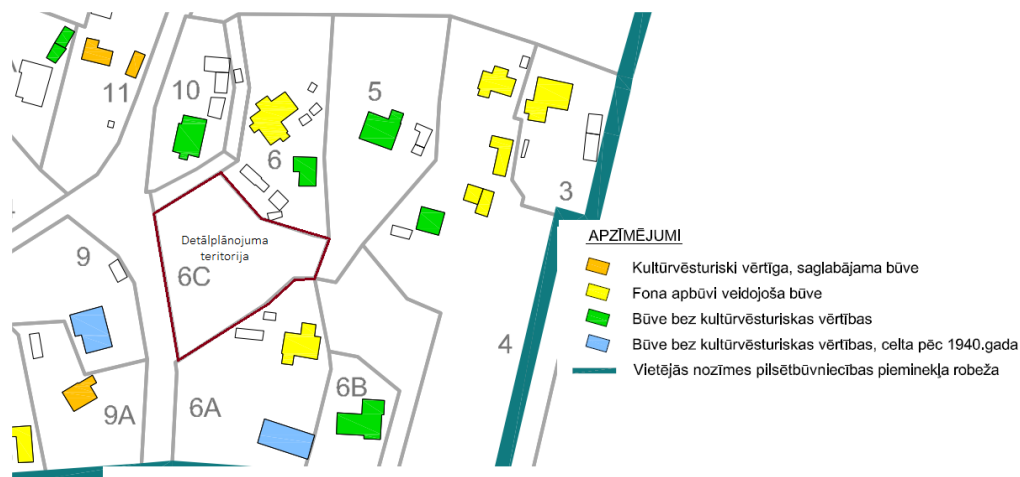 11
10
5
6
3
Detālplānojuma
teritorija
6C
9
4
6A
6B
9A
APZĪMĒJUMI
Kultūrvēsturiski vērtīga, saglabājama būve
Fona apbūvi veidojoša būve
Būve bez kultūrvēsturiskas vērtības
Būve bez kultūrvēsturiskas vērtības, celta pēc 1940.gada
Vietējās nozīmes pilsētbūvniecības pieminekļa robeža